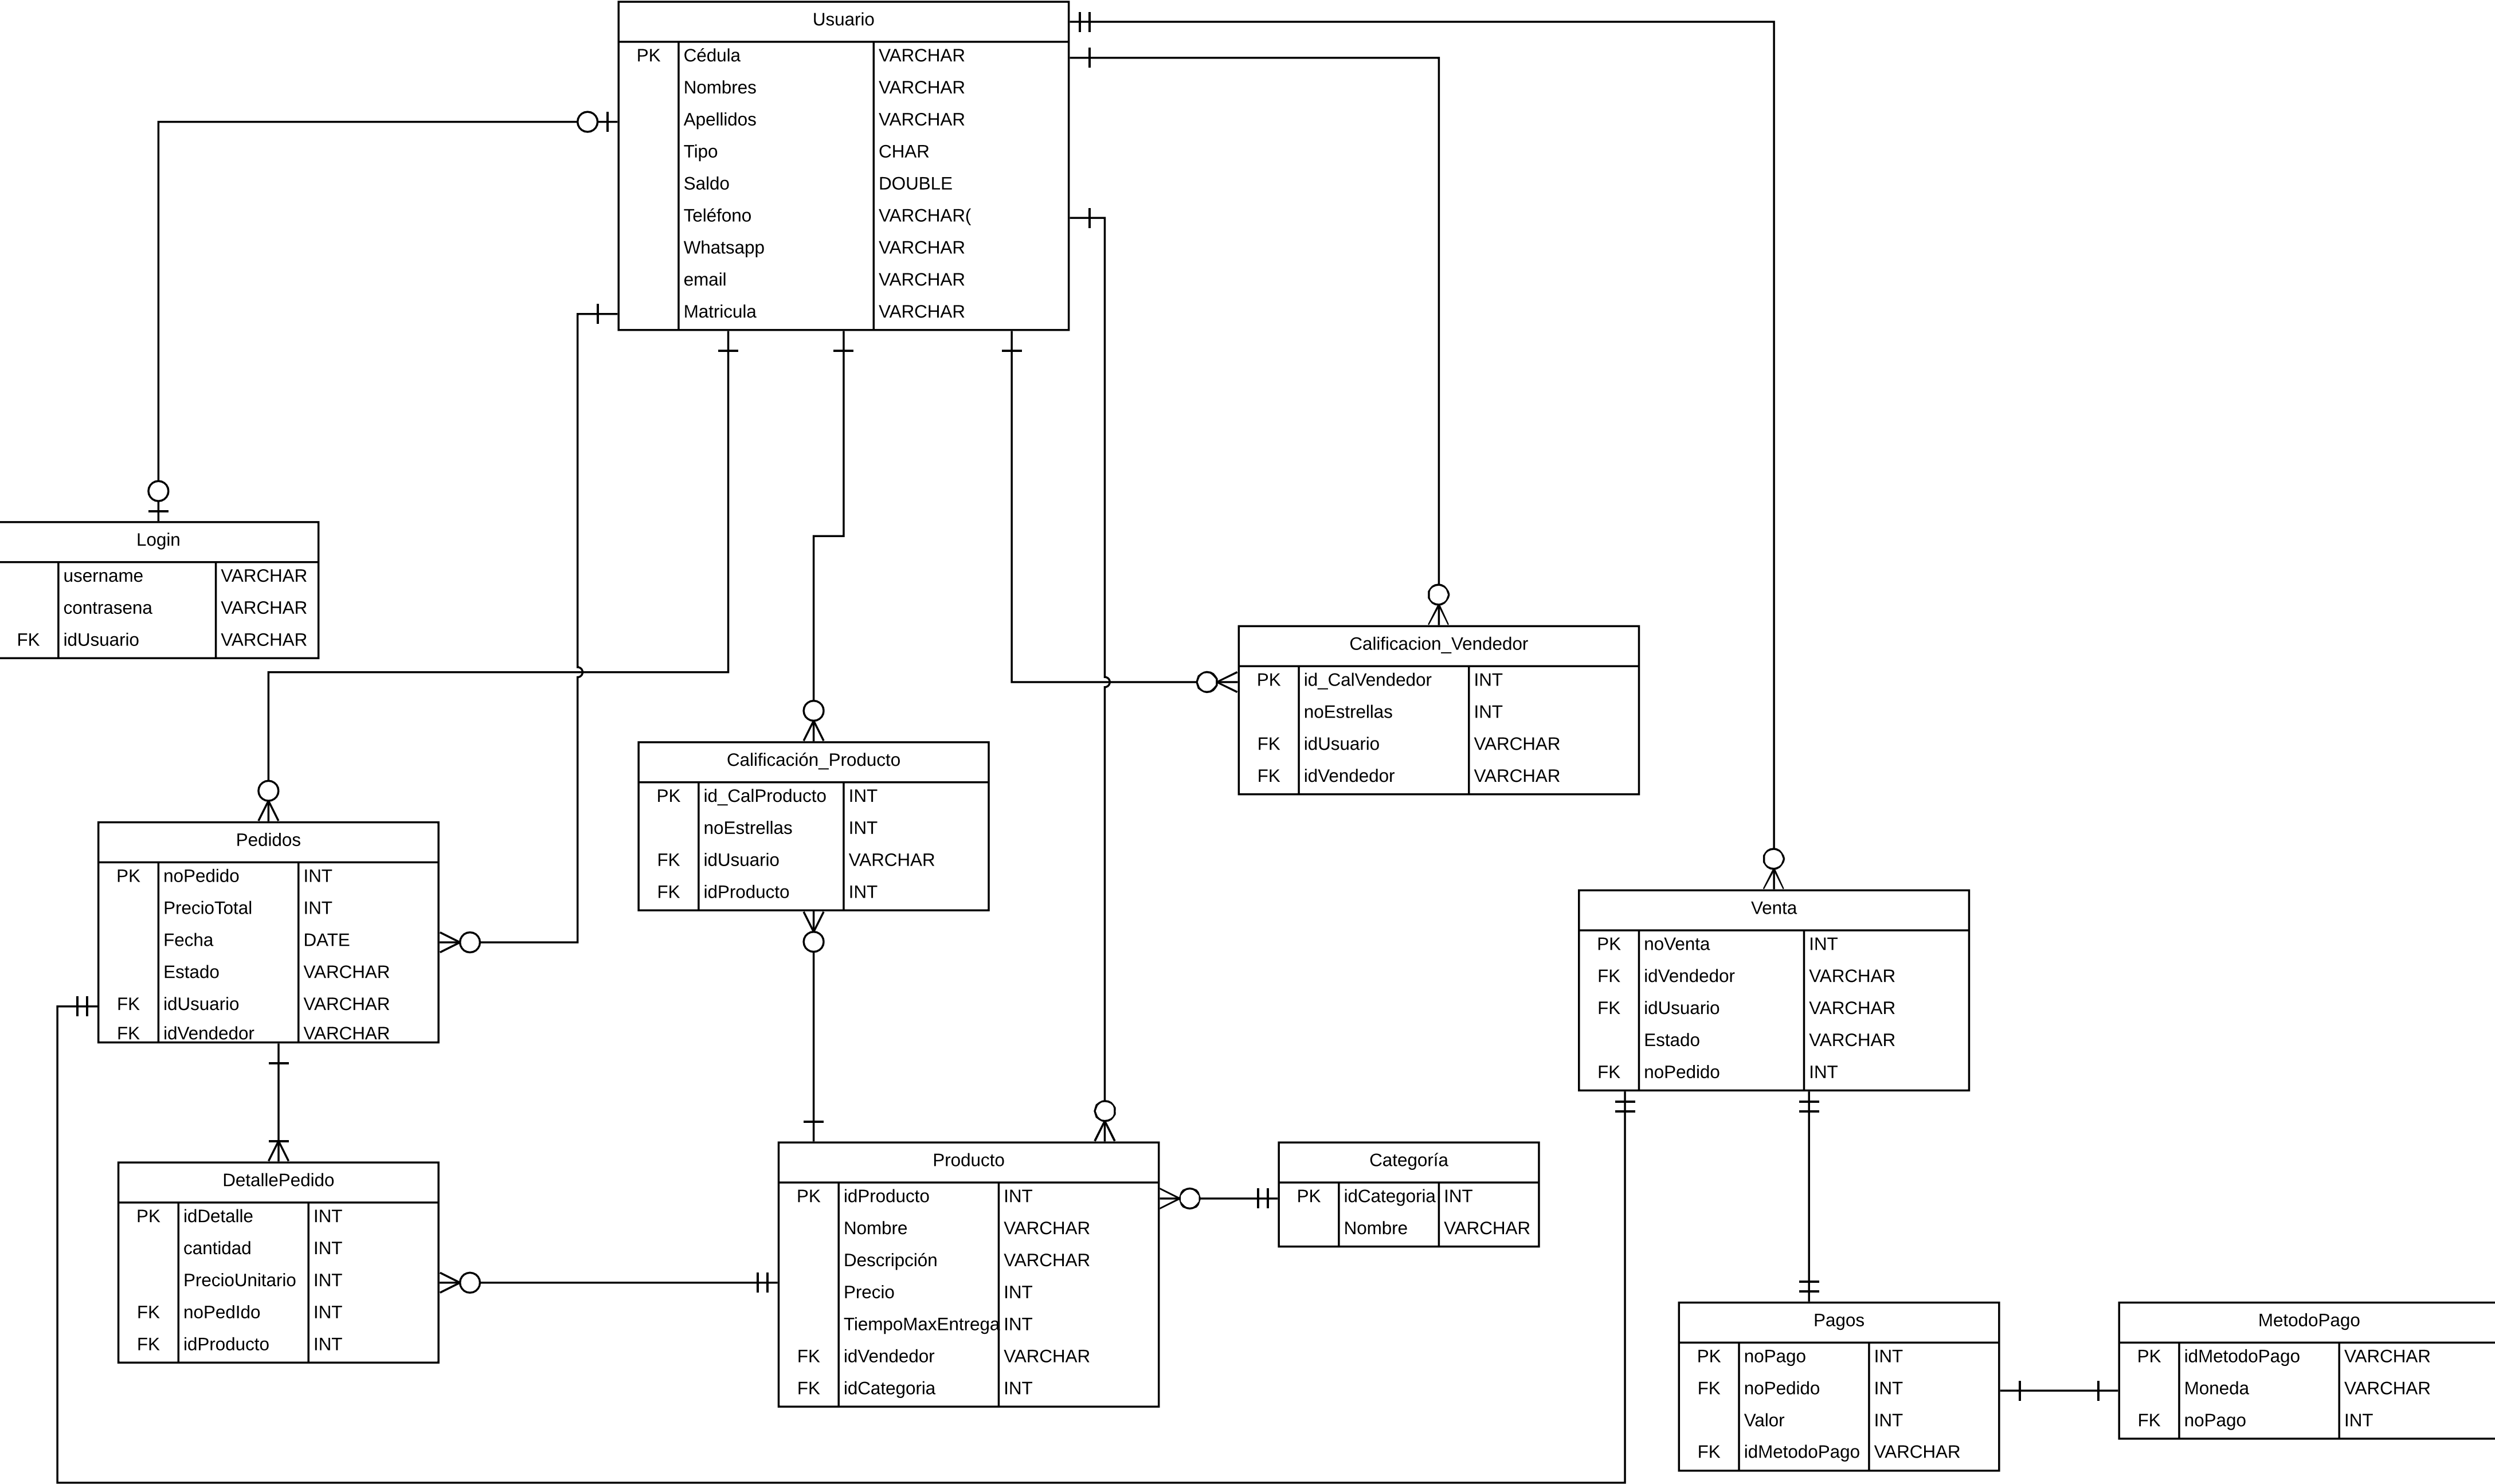 Usuario
PK Cédula VARCHAR
Nombres VARCHAR
Apellidos VARCHAR
Tipo CHAR
Saldo DOUBLE
Teléfono VARCHAR(
Whatsapp VARCHAR
email VARCHAR
Matricula VARCHAR
Login
username VARCHAR
contrasena VARCHAR
FK idUsuario VARCHAR
Calificacion_Vendedor
PK id_CalVendedor INT
noEstrellas INT
FK idUsuario VARCHAR
FK idVendedor VARCHAR
Calificación_Producto
PK id_CalProducto INT
noEstrellas INT
FK idUsuario VARCHAR
FK idProducto INT
Pedidos
PK noPedido INT
PrecioTotal INT
Fecha DATE
Estado VARCHAR
FK idUsuario VARCHAR
FK idVendedor VARCHAR
Venta
PK noVenta INT
FK idVendedor VARCHAR
FK idUsuario VARCHAR
Estado VARCHAR
FK noPedido INT
DetallePedido
PK idDetalle INT
cantidad INT
PrecioUnitario INT
FK noPedIdo INT
FK idProducto INT
Producto
PK idProducto INT
Nombre VARCHAR
Descripción VARCHAR
Precio INT
TiempoMaxEntrega INT
FK idVendedor VARCHAR
FK idCategoria INT
Categoría
PK idCategoria INT
Nombre VARCHAR
Pagos
PK noPago INT
FK noPedido INT
Valor INT
FK idMetodoPago VARCHAR
MetodoPago
PK idMetodoPago VARCHAR
Moneda VARCHAR
FK noPago INT